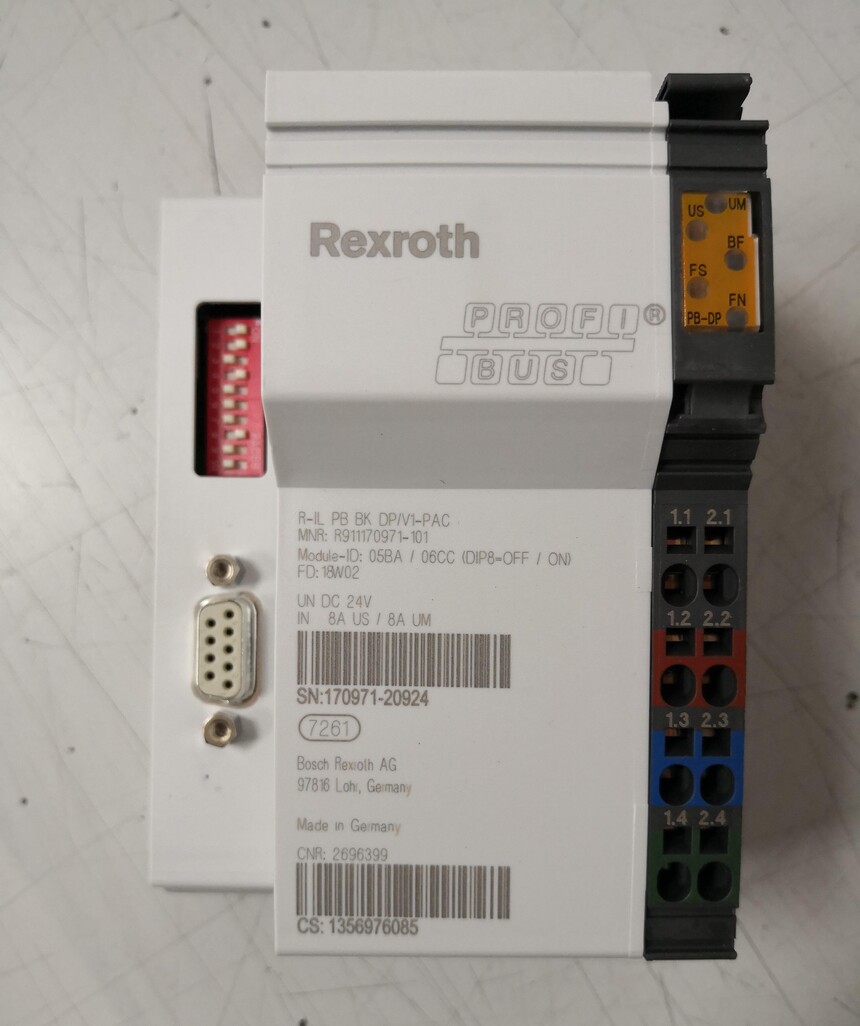 Rexroth
PROFI®
BUS
US UM
BF
FS
FN
PB-DP
R-IL PB BK DP/V1-PAC
MNR: R911170971-101
Module-ID: 05BA / 06CC (DIP8=OFF / ON)
FD: 18W02
UN DC 24V
IN 8A US / 8A UM
SN:170971-20924
7261
Bosch Rexroth AG
97816 Lohr, Germany
Made in Germany
CNR: 2696399
CS: 1356976085
1.1 2.1
1.2 2.2
1.3 2.3
1.4 2.4